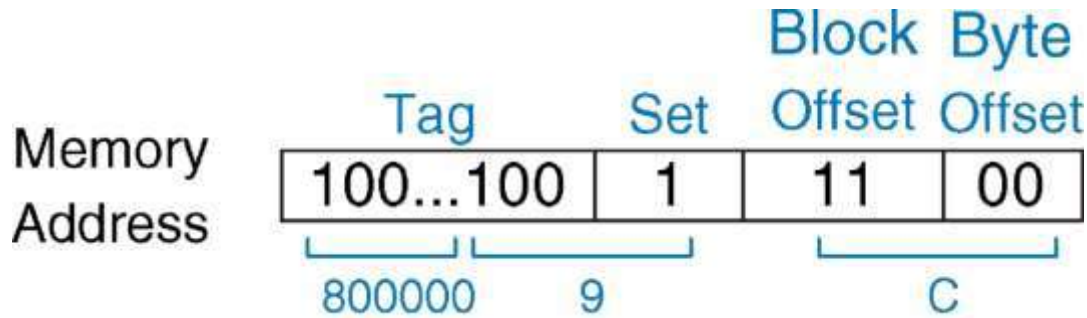 Block Byte
Tag Set Offset Offset
Memory
Address
100...100 1 11 00
800000 9 C